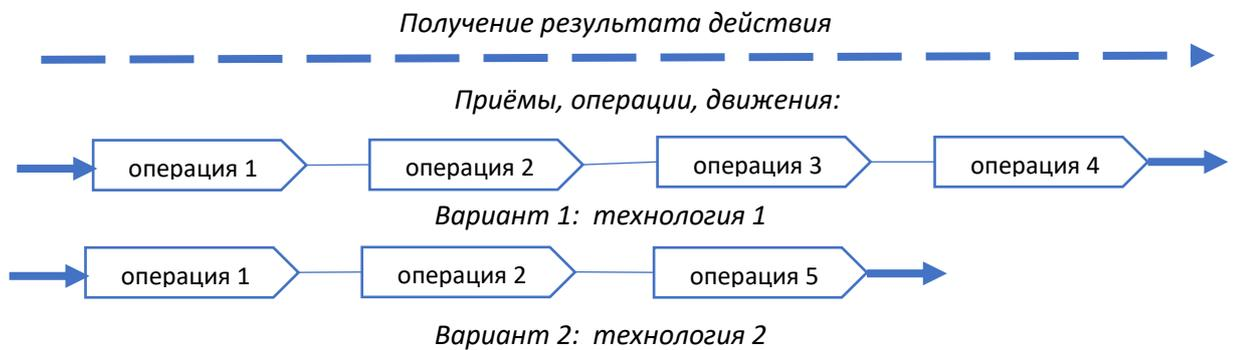 Получение результата действия
Приёмы, операции, движения:
операция 1 операция 2 операция 3 операция 4
Вариант 1: технология 1
операция 1 операция 2 операция 5
Вариант 2: технология 2